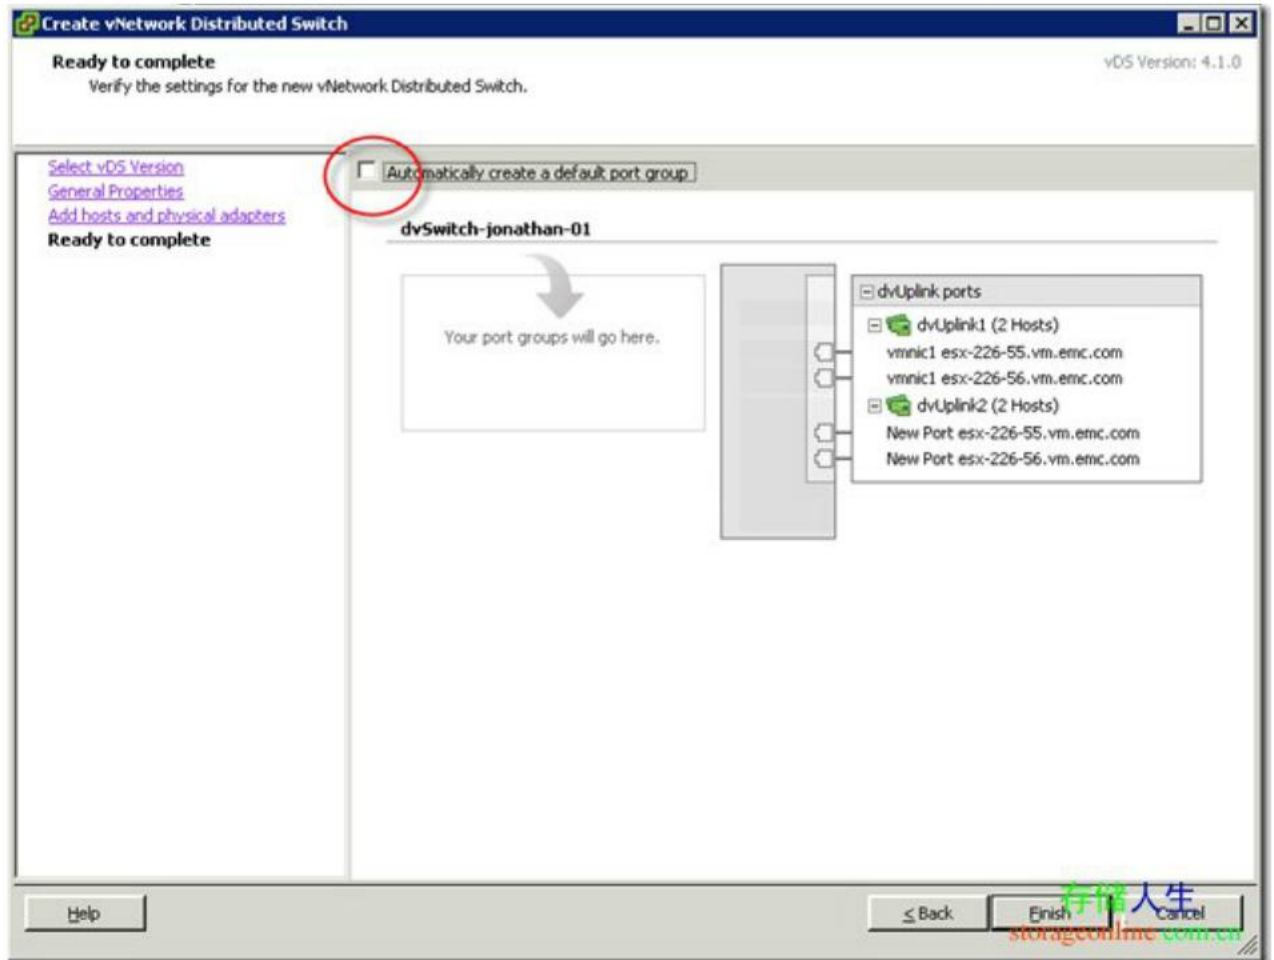 Create vNetwork Distributed Switch
Ready to complete
Verify the settings for the new vNetwork Distributed Switch.
vDS Version: 4.1.0
Select vDS Version
General Properties
Add hosts and physical adapters
Ready to complete
Automatically create a default port group
dvSwitch-jonathan-01
Your port groups will go here.
dvUplink ports
dvUplink1 (2 Hosts)
vmnic1 esx-226-55.vm.emc.com
vmnic1 esx-226-56.vm.emc.com
dvUplink2 (2 Hosts)
New Port esx-226-55.vm.emc.com
New Port esx-226-56.vm.emc.com
Help
≤ Back
Finish
Cancel
存储人生
storageonline.com.cn